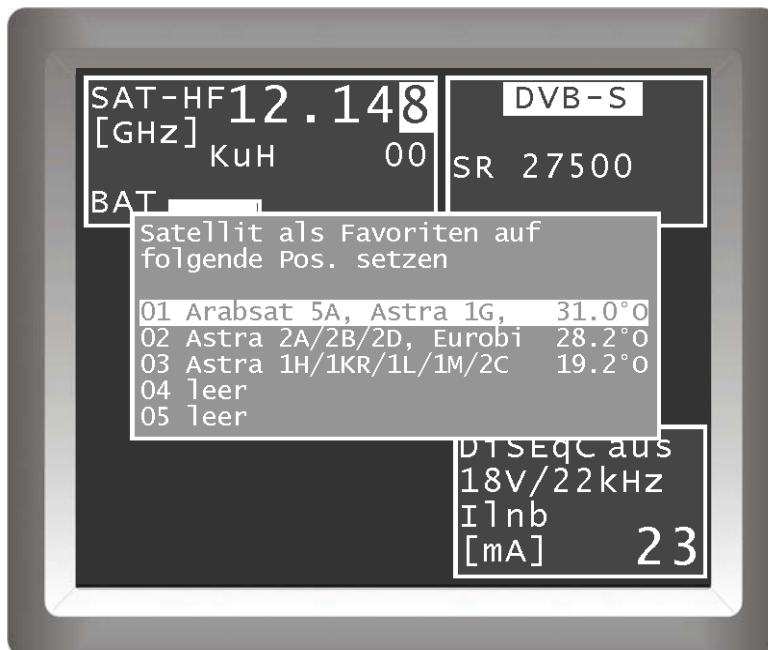 SAT-HF 12.148
[GHz]
KuH 00
BAT
DVB-S
SR 27500
Satellit als Favoriten auf
folgende Pos. setzen
01 Arabsat 5A, Astra 1G, 31.0°O
02 Astra 2A/2B/2D, Eurobi 28.2°O
03 Astra 1H/1KR/1L/1M/2C 19.2°O
04 leer
05 leer
DiSEqC aus
18V/22kHz
Ilnb
[mA] 23